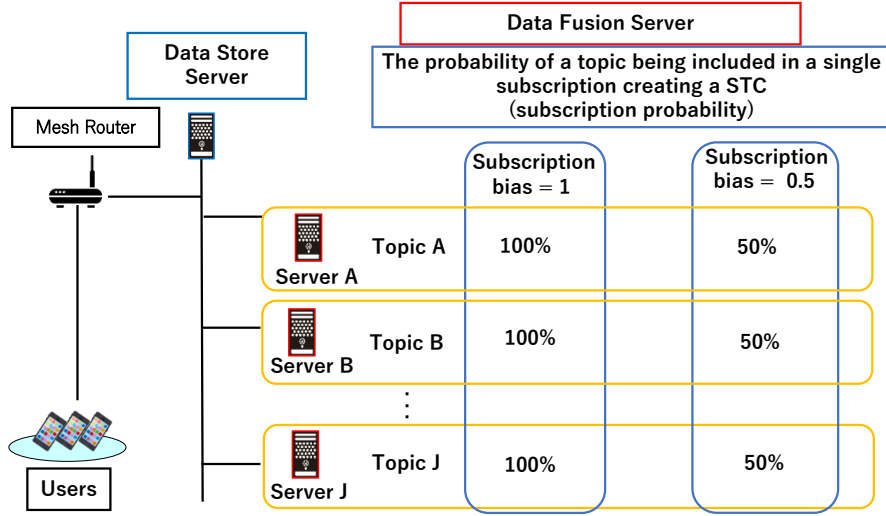 Data Fusion Server
Data Store
Server
The probability of a topic being included in a single
subscription creating a STC
(subscription probability)
Mesh Router
Subscription
bias = 1
Subscription
bias = 0.5
Topic A
100%
50%
Server A
Topic B
100%
50%
Server B
⋮
Topic J
100%
50%
Server J
Users